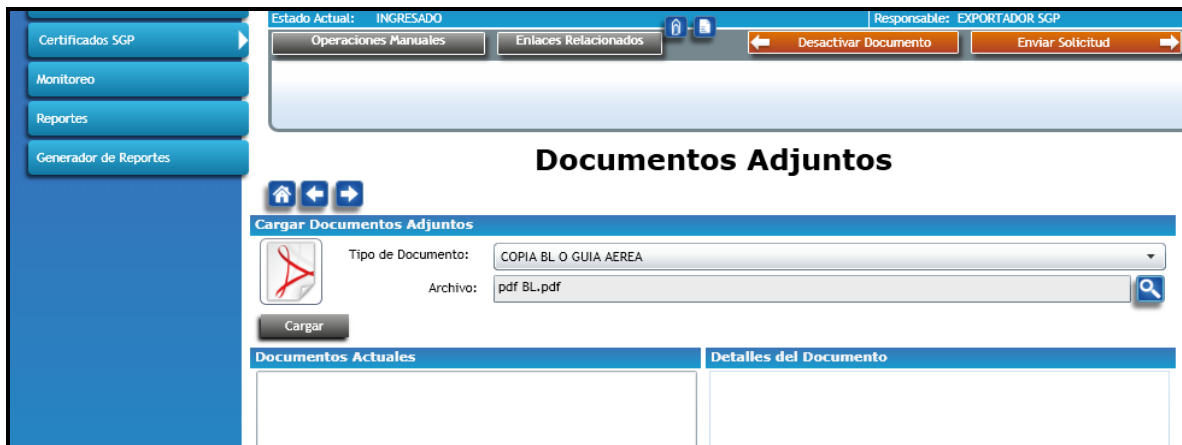 Estado Actual: INGRESADO Responsable: EXPORTADOR SGP
Certificados SGP
Operaciones Manuales Enlaces Relacionados Desactivar Documento Enviar Solicitud
Monitoreo
Reportes
Generador de Reportes
Documentos Adjuntos
Cargar Documentos Adjuntos
Tipo de Documento: COPIA BL O GUIA AEREA
Archivo: pdf BL.pdf
Cargar
Documentos Actuales Detalles del Documento